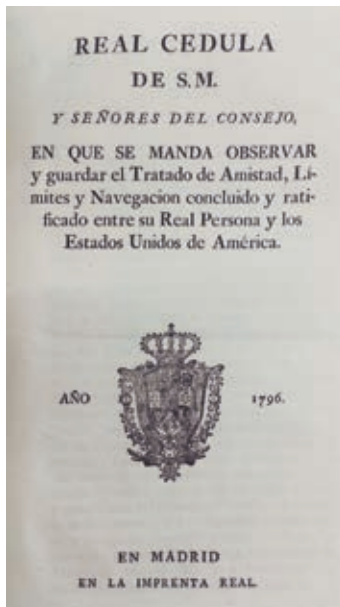 REAL CEDULA
DE S.M.
Y SEÑORES DEL CONSEJO,
EN QUE SE MANDA OBSERVAR
y guardar el Tratado de Amistad, Lí-
mites y Navegacion concluido y rati-
ficado entre su Real Persona y los
Estados Unidos de América.
AÑO 1796.
EN MADRID
EN LA IMPRENTA REAL.